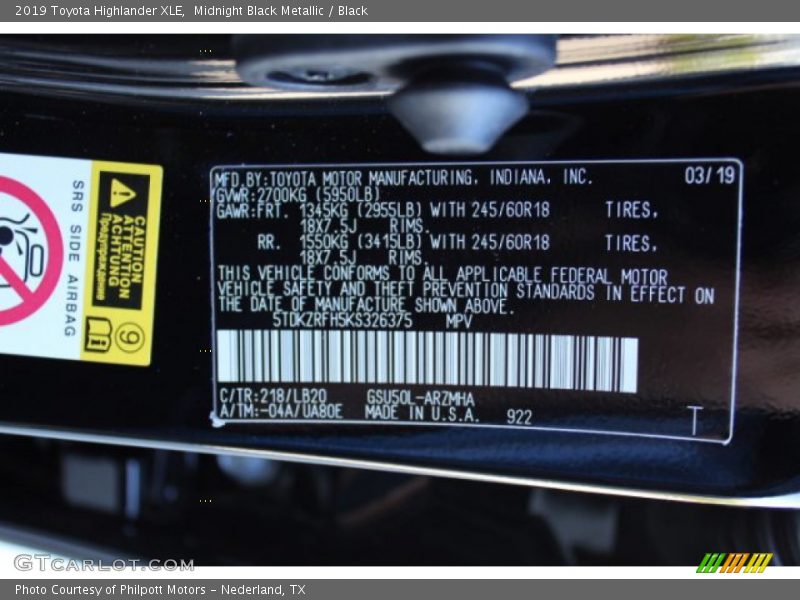 2019 Toyota Highlander XLE,  Midnight Black Metallic / Black
MFD.BY:TOYOTA MOTOR MANUFACTURING, INDIANA, INC. 03/19
GVWR:2700KG (5950LB)
GAWR:FRT. 1345KG (2955LB) WITH 245/60R18 TIRES,
18X7.5J RIMS.
RR. 1550KG (3415LB) WITH 245/60R18 TIRES,
18X7.5J RIMS.
THIS VEHICLE CONFORMS TO ALL APPLICABLE FEDERAL MOTOR
VEHICLE SAFETY AND THEFT PREVENTION STANDARDS IN EFFECT ON
THE DATE OF MANUFACTURE SHOWN ABOVE.
5TDKZRFH5KS326375 MPV
C/TR:218/LB20 GSU50L-ARZMHA
A/TM:-04A/UA80E MADE IN U.S.A. 922 T
SRS SIDE AIRBAG
CAUTION
ATTENTION
ACHTUNG
Предупреждение
9
GTCARLOT.COM
Photo Courtesy of Philpott Motors - Nederland, TX